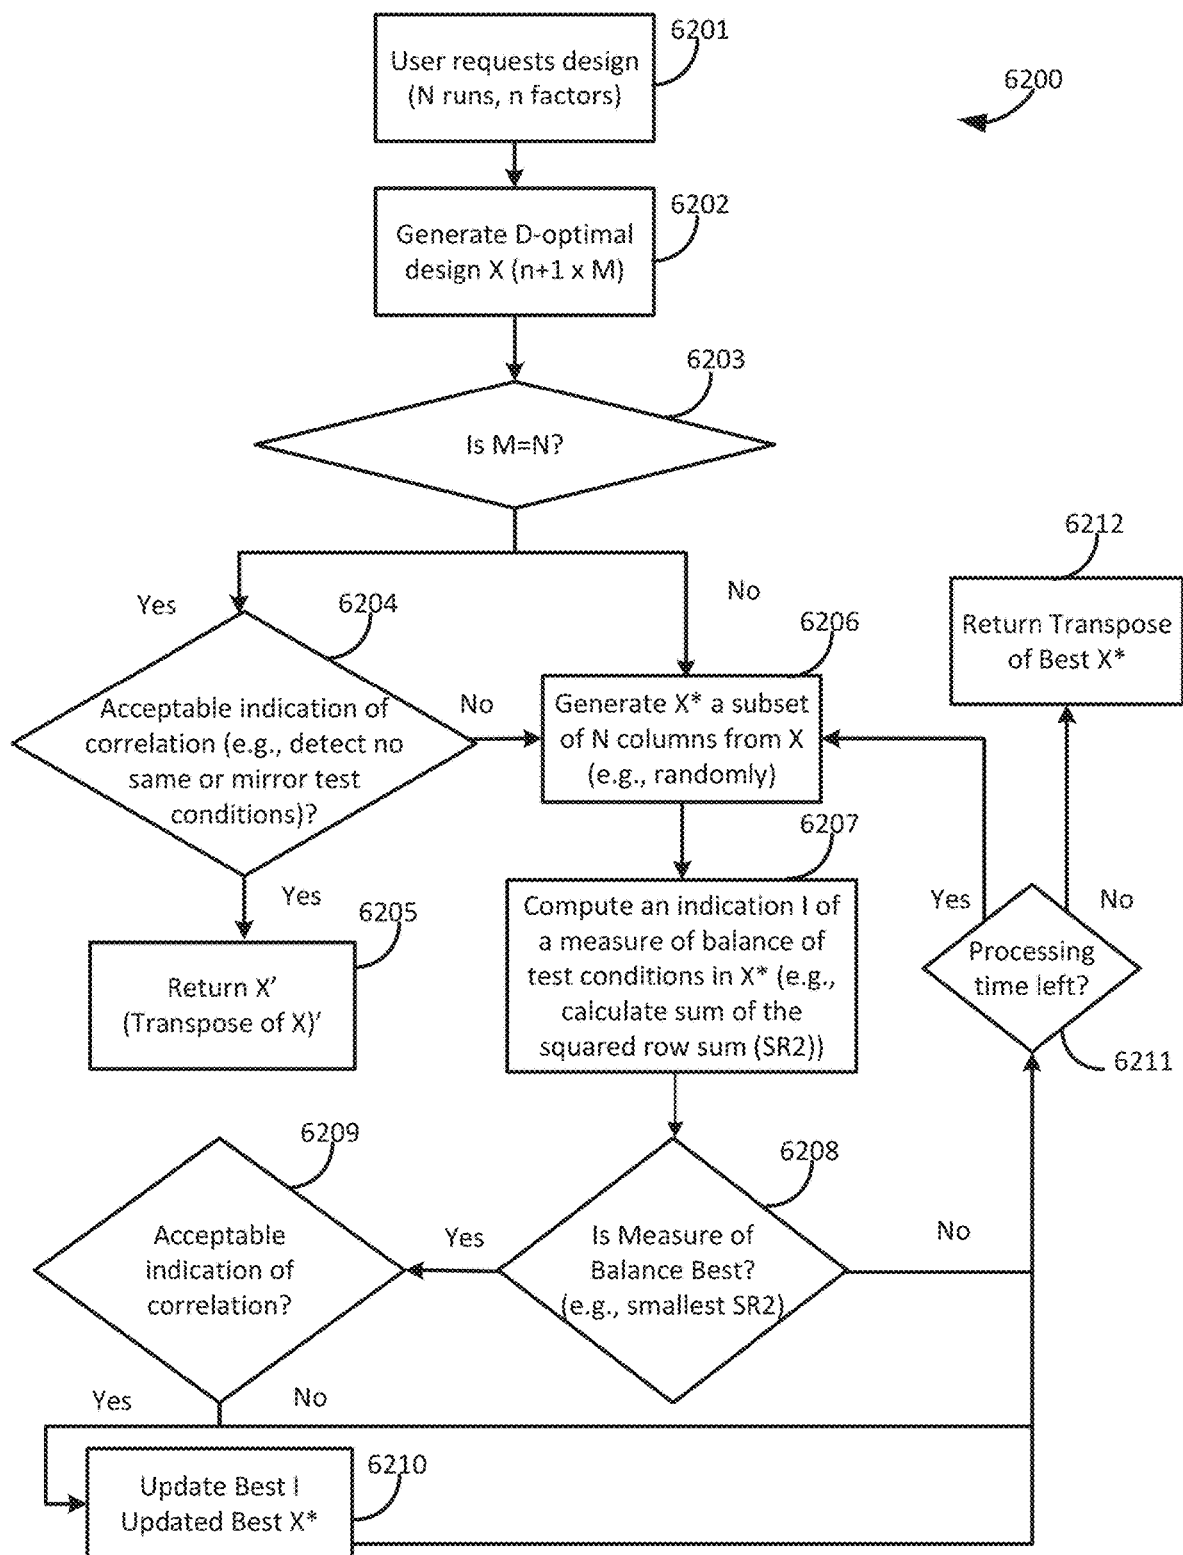 6201
User requests design
(N runs, n factors)
6200
6202
Generate D-optimal
design X (n+1 x M)
6203
Is M=N?
6212
Return Transpose
of Best X*
Yes
No
6204
Acceptable indication of
correlation (e.g., detect no
same or mirror test
conditions)?
No
6206
Generate X* a subset
of N columns from X
(e.g., randomly)
Yes
6205
Return X’
(Transpose of X)’
6207
Compute an indication I of
a measure of balance of
test conditions in X* (e.g.,
calculate sum of the
squared row sum (SR2))
Yes
No
Processing
time left?
6211
6209
Acceptable
indication of
correlation?
Yes
6208
Is Measure of
Balance Best?
(e.g., smallest SR2)
No
Yes
No
6210
Update Best I
Updated Best X*